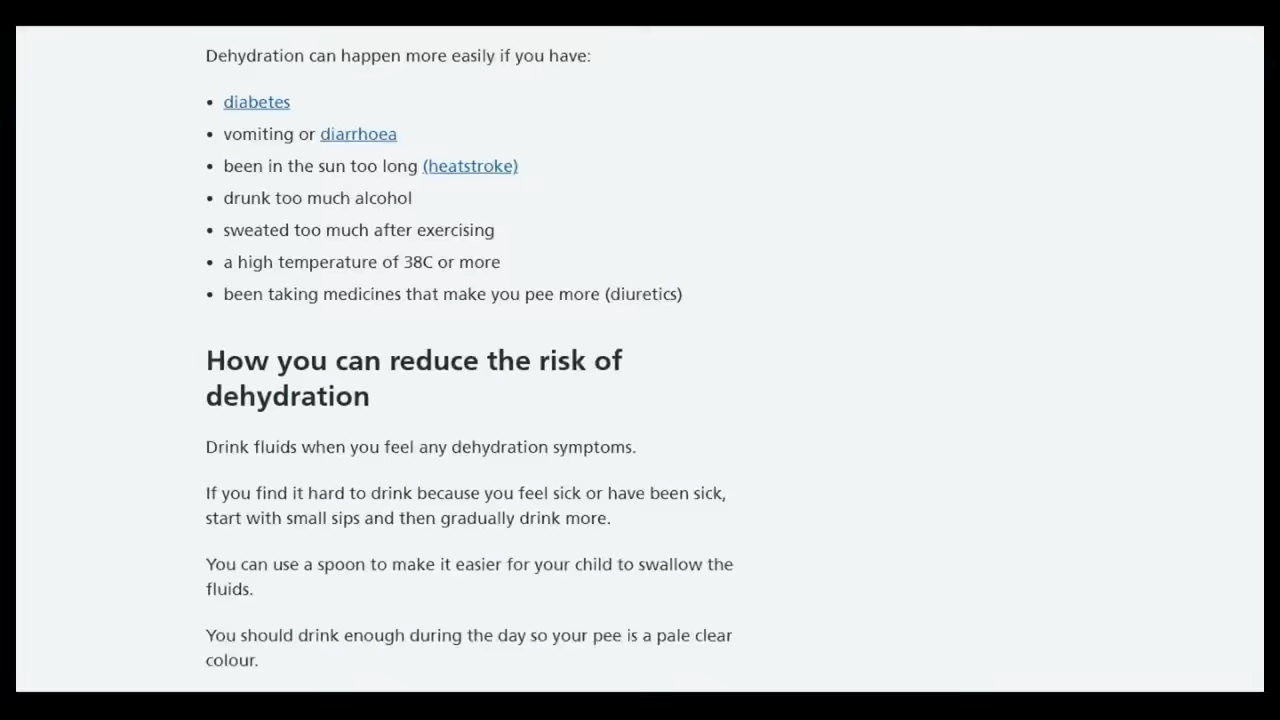 Dehydration can happen more easily if you have:
• diabetes
• vomiting or diarrhoea
• been in the sun too long (heatstroke)
• drunk too much alcohol
• sweated too much after exercising
• a high temperature of 38C or more
• been taking medicines that make you pee more (diuretics)
How you can reduce the risk of
dehydration
Drink fluids when you feel any dehydration symptoms.
If you find it hard to drink because you feel sick or have been sick,
start with small sips and then gradually drink more.
You can use a spoon to make it easier for your child to swallow the
fluids.
You should drink enough during the day so your pee is a pale clear
colour.